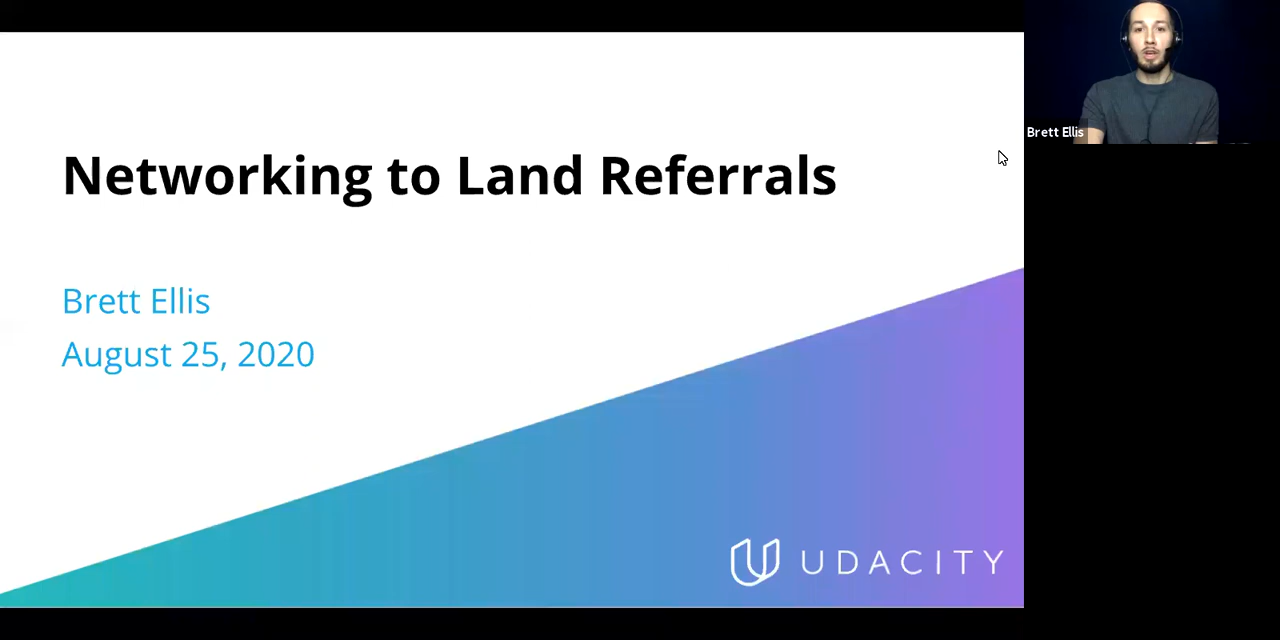 Networking to Land Referrals
Brett Ellis
August 25, 2020
UDACITY
Brett Ellis